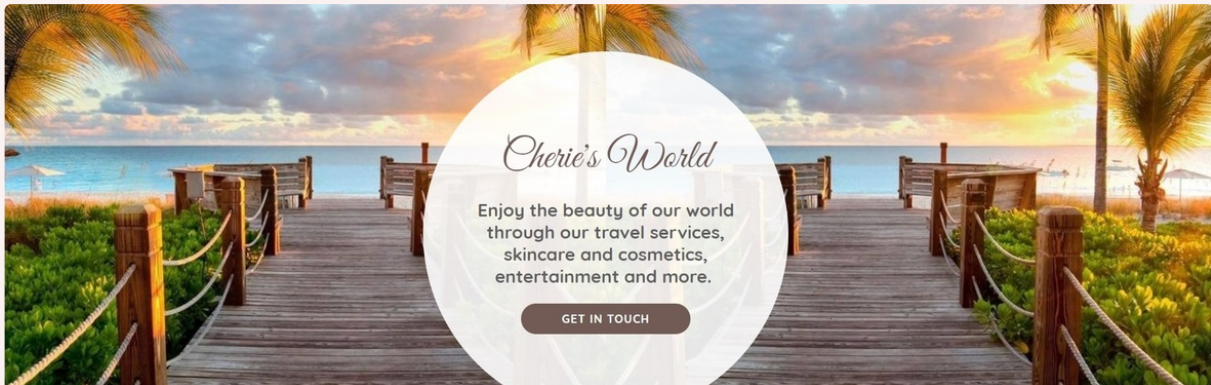 Cherie's World
Enjoy the beauty of our world
through our travel services,
skincare and cosmetics,
entertainment and more.
GET IN TOUCH